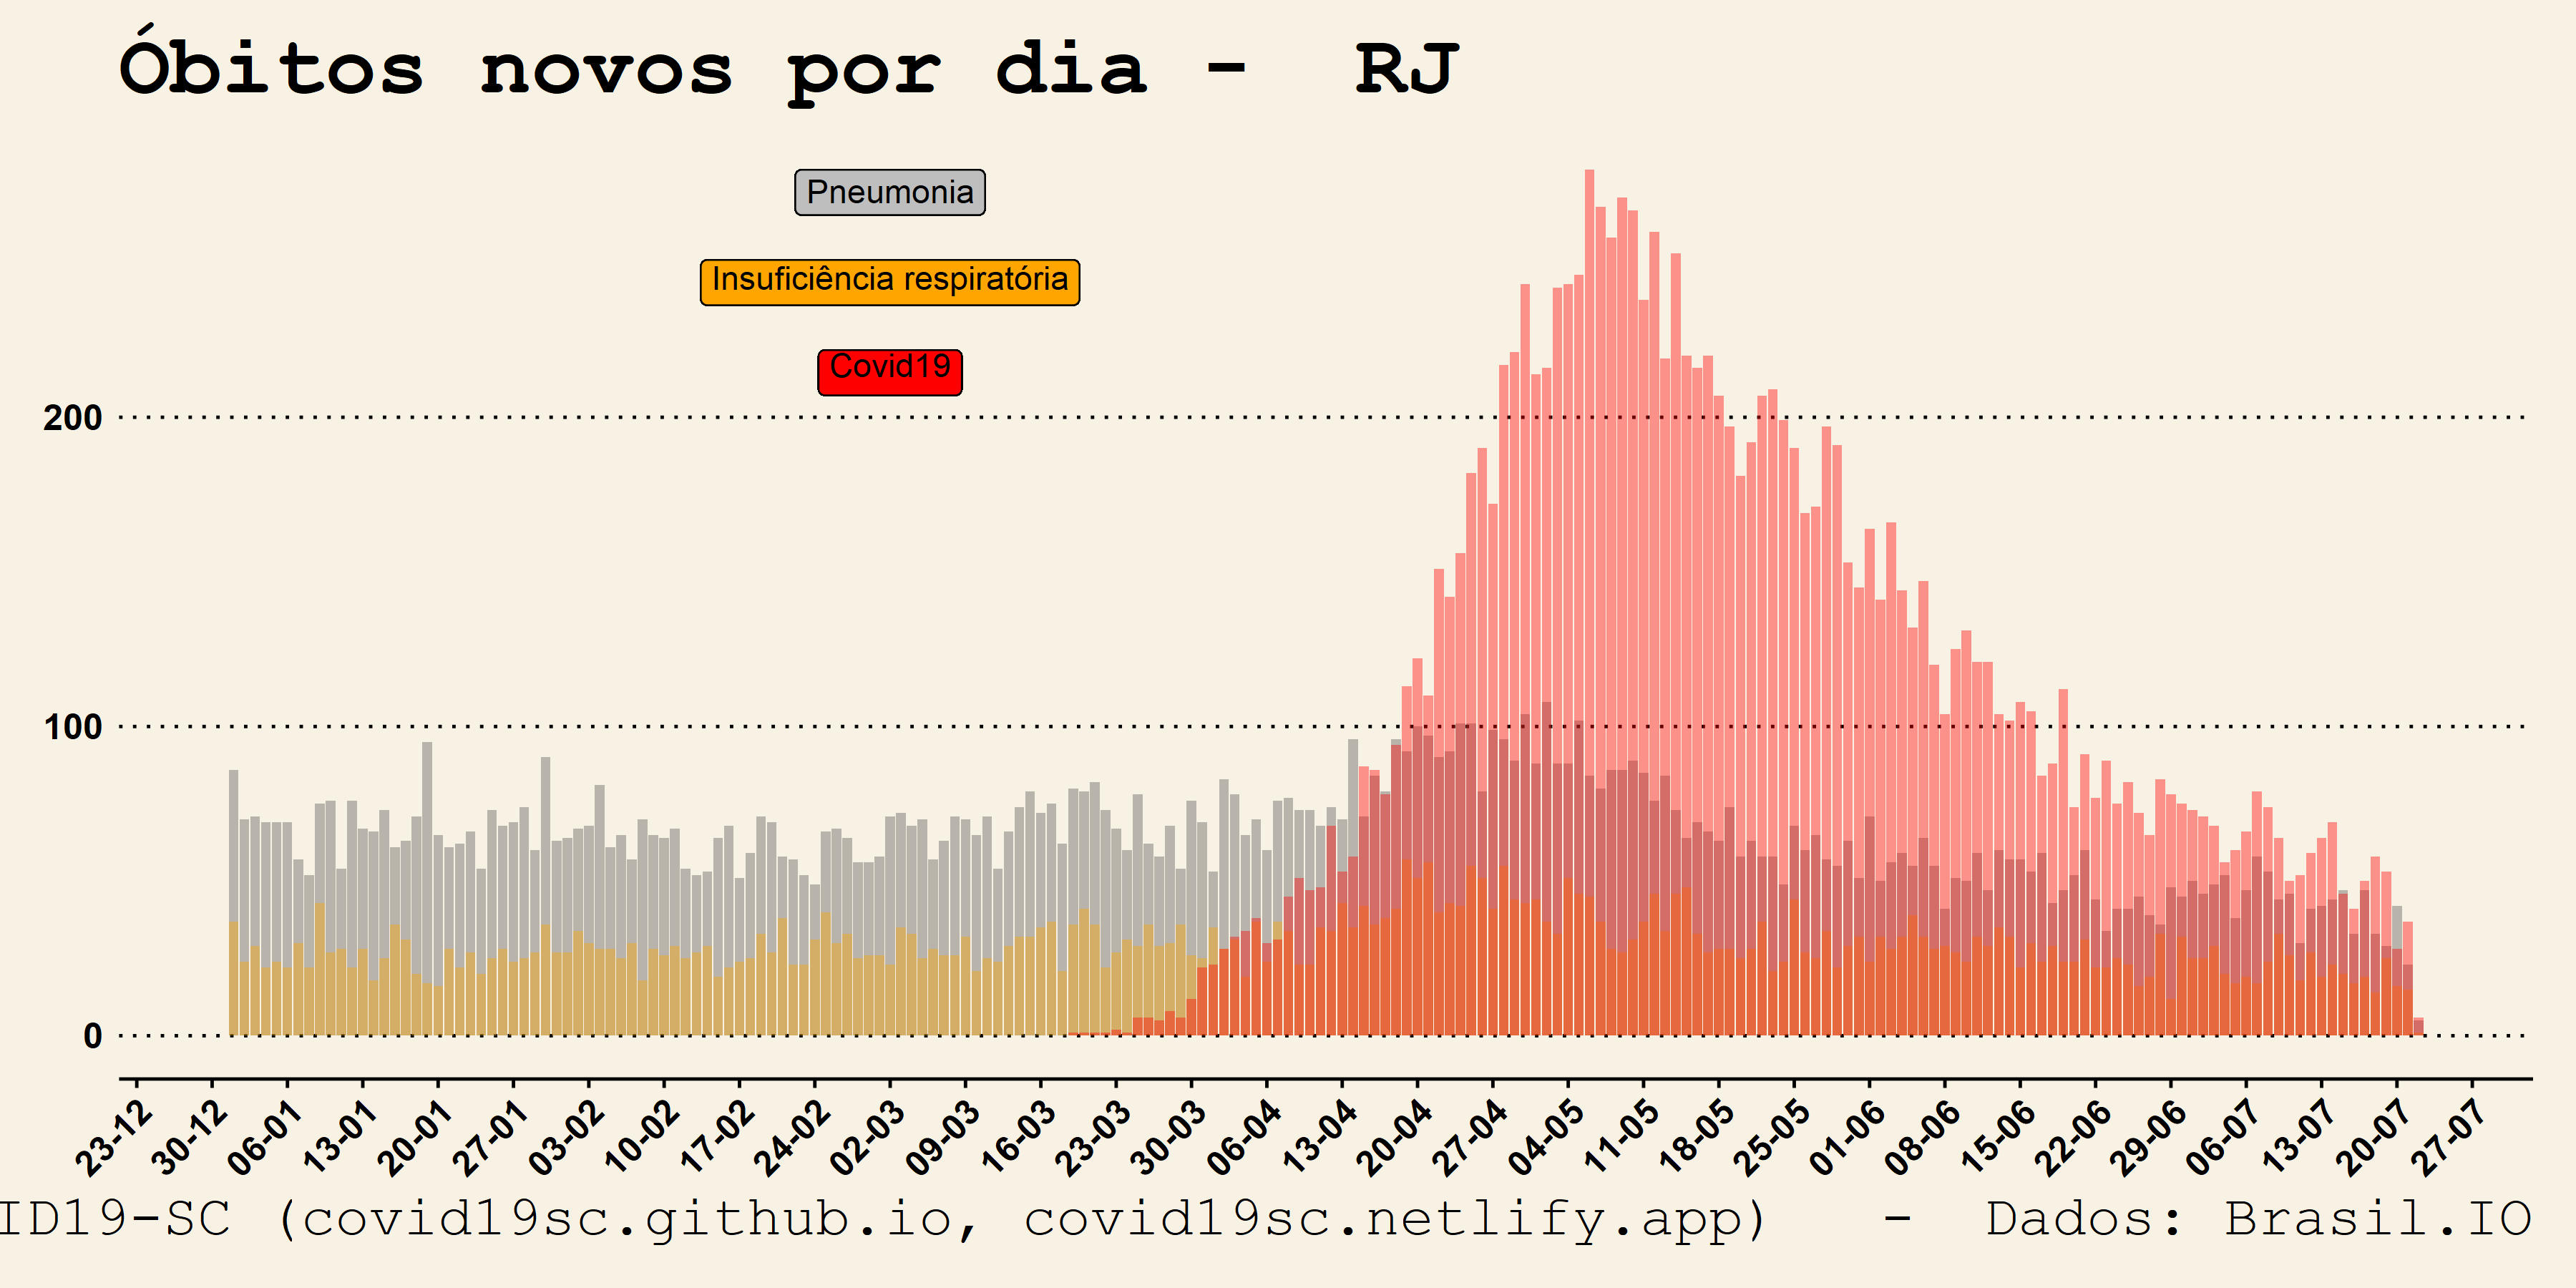 Óbitos novos por dia - RJ
Pneumonia
Insuficiência respiratória
Covid19
200
100
0
23-12 30-12 06-01 13-01 20-01 27-01 03-02 10-02 17-02 24-02 02-03 09-03 16-03 23-03 30-03 06-04 13-04 20-04 27-04 04-05 11-05 18-05 25-05 01-06 08-06 15-06 22-06 29-06 06-07 13-07 20-07 27-07
ID19-SC (covid19sc.github.io, covid19sc.netlify.app) - Dados: Brasil.IO